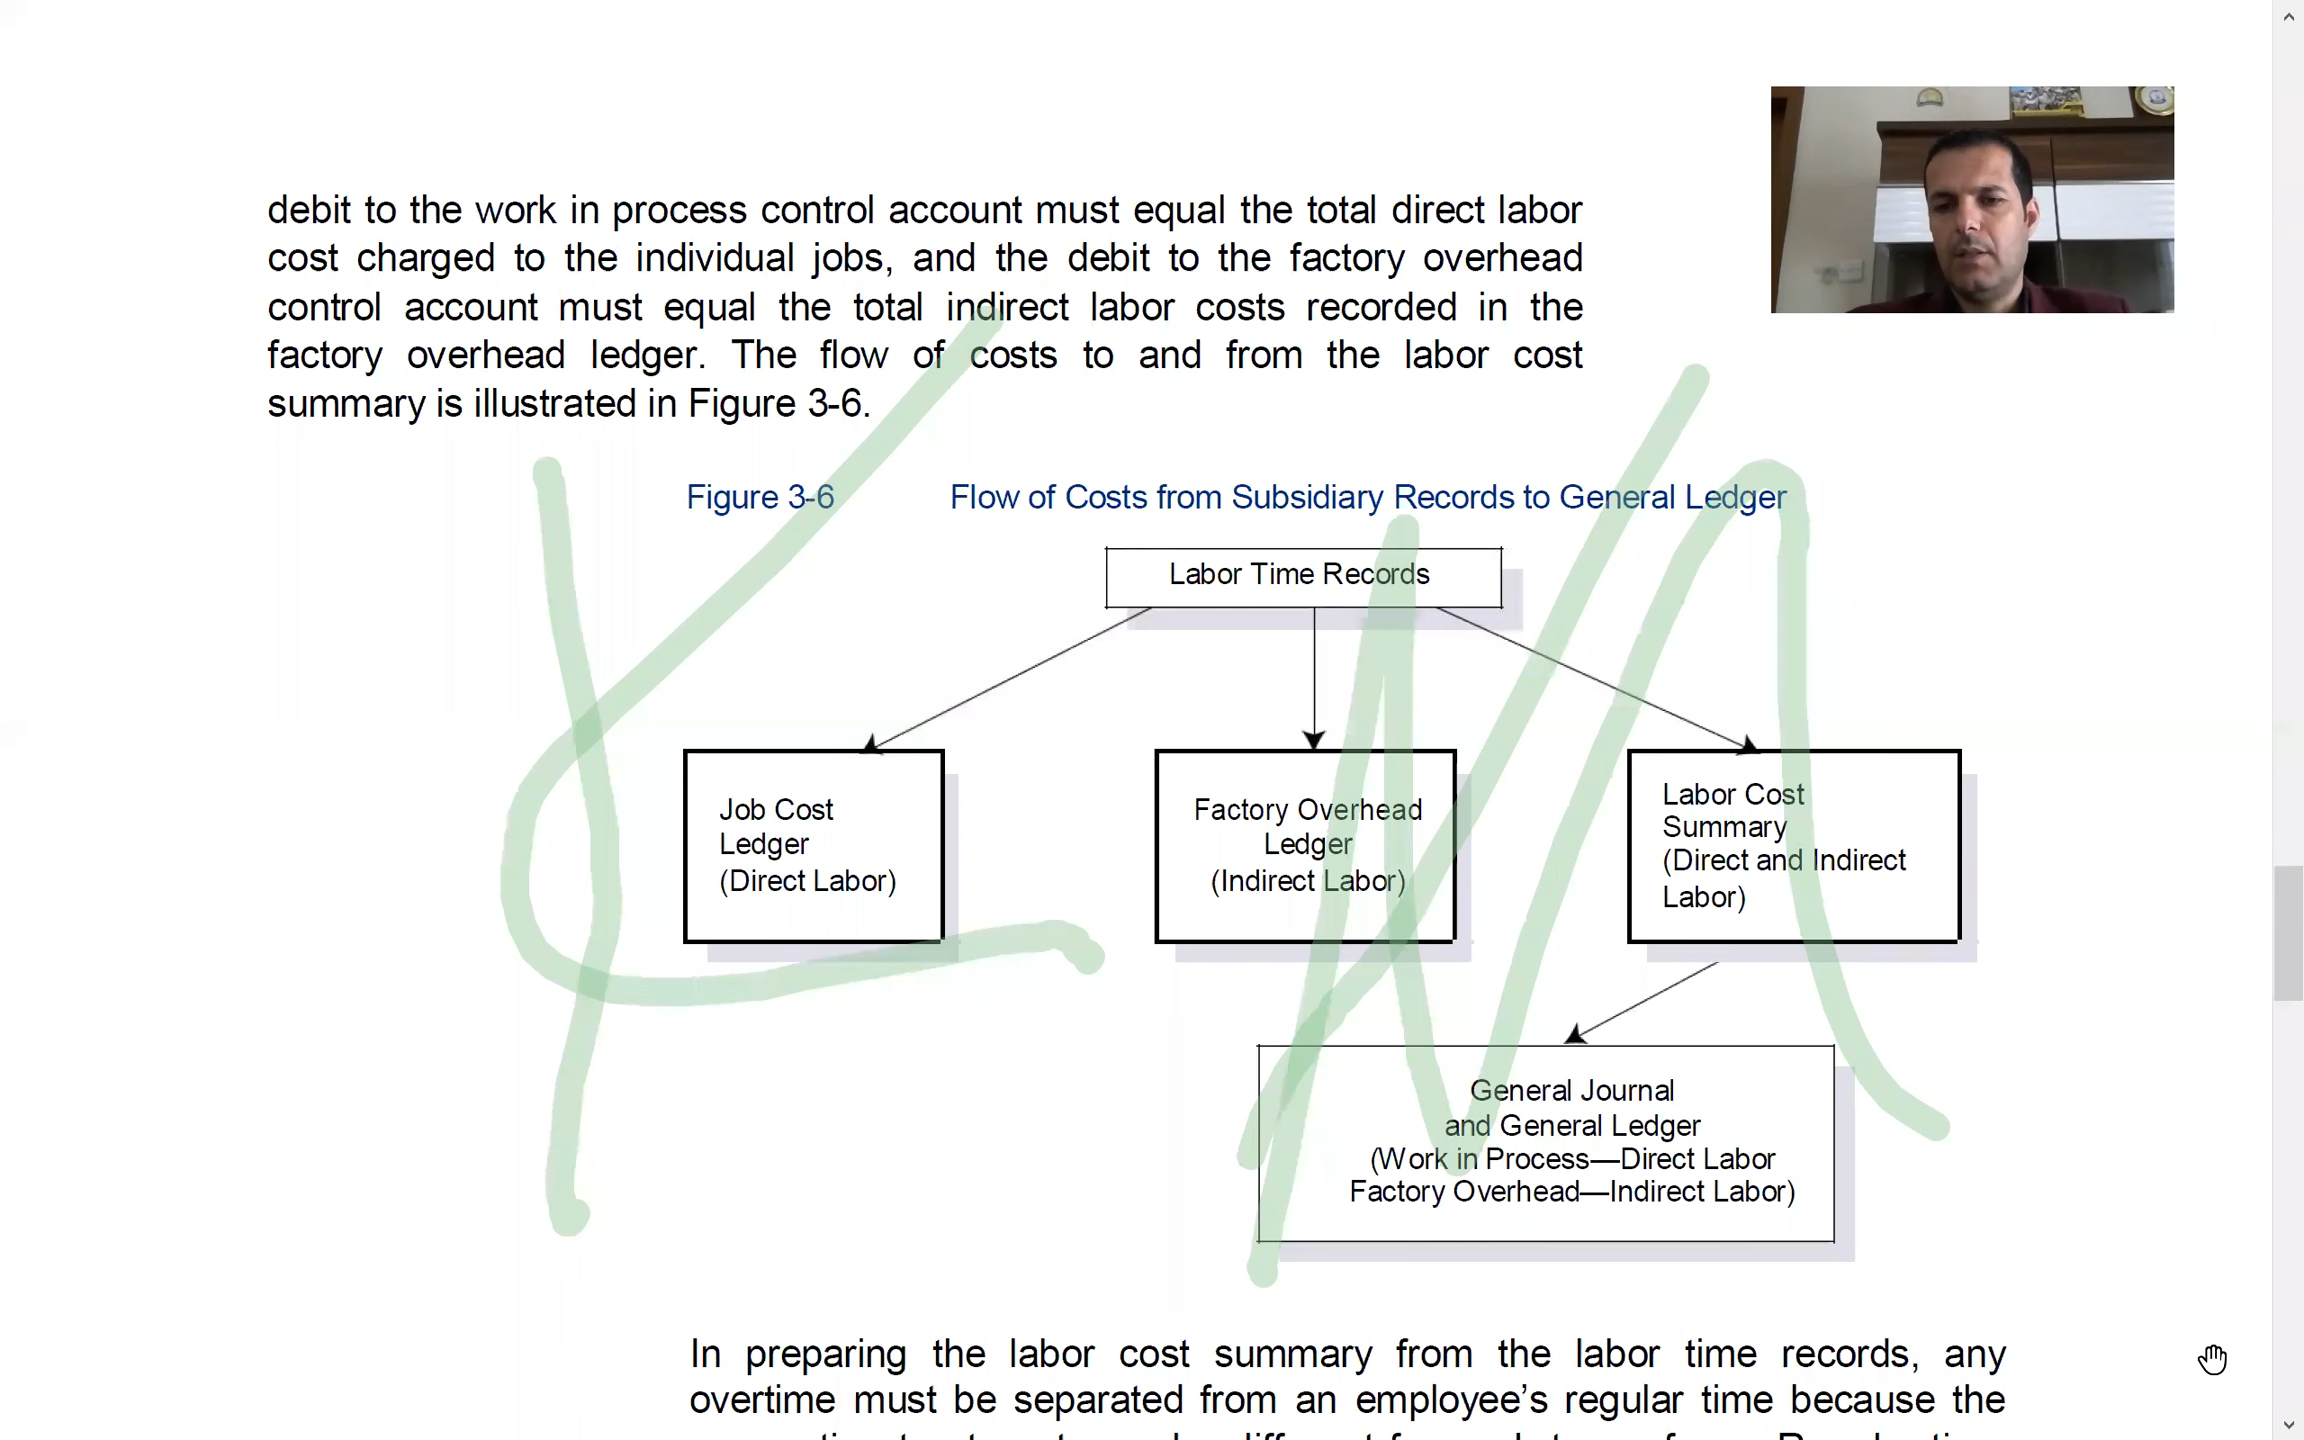 debit to the work in process control account must equal the total direct labor
cost charged to the individual jobs, and the debit to the factory overhead
control account must equal the total indirect labor costs recorded in the
factory overhead ledger. The flow of costs to and from the labor cost
summary is illustrated in Figure 3-6.
Figure 3-6 Flow of Costs from Subsidiary Records to General Ledger
Labor Time Records
Job Cost
Ledger
(Direct Labor)
Factory Overhead
Ledger
(Indirect Labor)
Labor Cost
Summary
(Direct and Indirect
Labor)
General Journal
and General Ledger
(Work in Process—Direct Labor
Factory Overhead—Indirect Labor)
In preparing the labor cost summary from the labor time records, any
overtime must be separated from an employee’s regular time because the